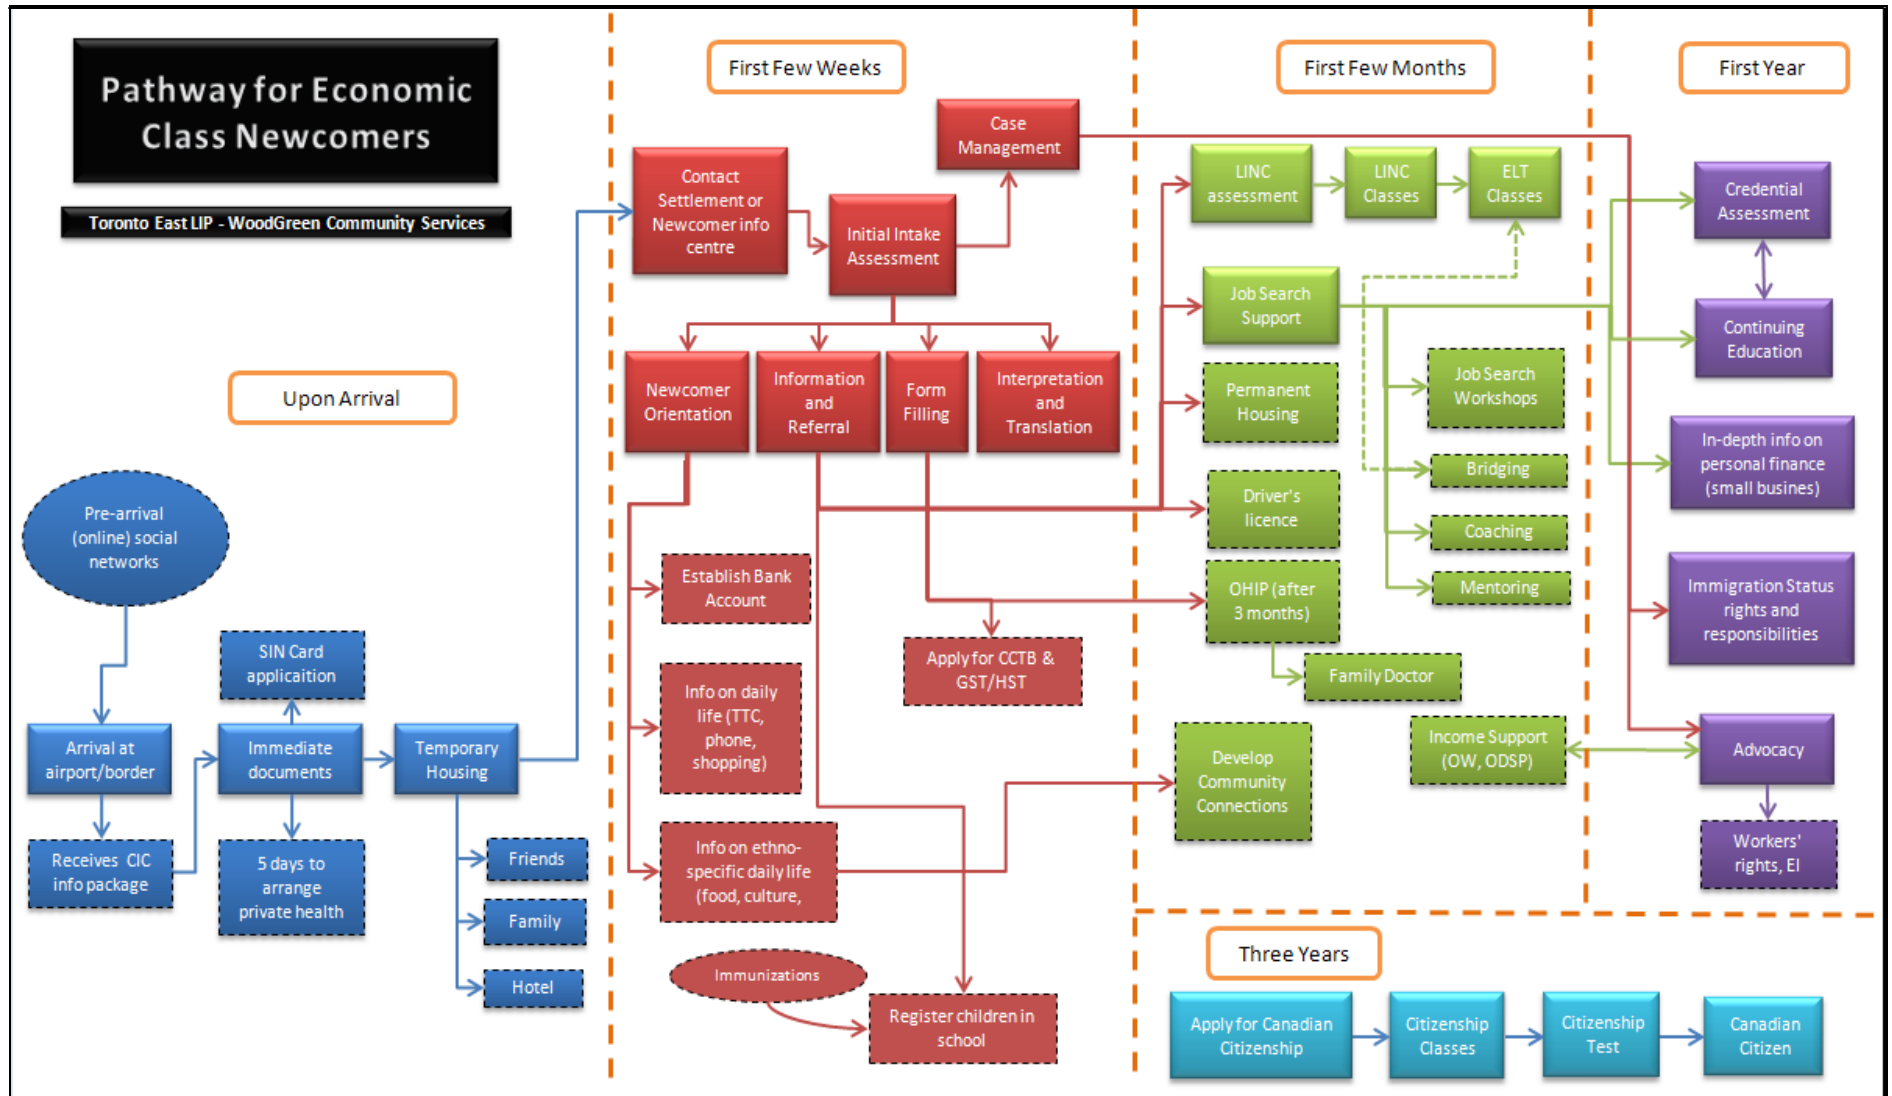 Pathway for Economic
Class Newcomers
Toronto East LIP - WoodGreen Community Services
Upon Arrival
Pre-arrival
(online) social
networks
SIN Card
applicaition
Arrival at
airport/border
Immediate
documents
Temporary
Housing
Receives CIC
info package
5 days to
arrange
private health
Friends
Family
Hotel
First Few Weeks
Case
Management
Contact
Settlement or
Newcomer info
centre
Initial Intake
Assessment
Newcomer
Orientation
Information
and
Referral
Form
Filling
Interpretation
and
Translation
Establish Bank
Account
Apply for CCTB &
GST/HST
Info on daily
life (TTC,
phone,
shopping)
Info on ethno-
specific daily life
(food, culture,
Immunizations
Register children in
school
First Few Months
LINC
assessment
LINC
Classes
ELT
Classes
Job Search
Support
Permanent
Housing
Job Search
Workshops
Bridging
Driver's
licence
Coaching
OHIP (after
3 months)
Mentoring
Family Doctor
Develop
Community
Connections
Income Support
(OW, ODSP)
First Year
Credential
Assessment
Continuing
Education
In-depth info on
personal finance
(small busines)
Immigration Status
rights and
responsibilities
Advocacy
Workers'
rights, EI
Three Years
Apply for Canadian
Citizenship
Citizenship
Classes
Citizenship
Test
Canadian
Citizen